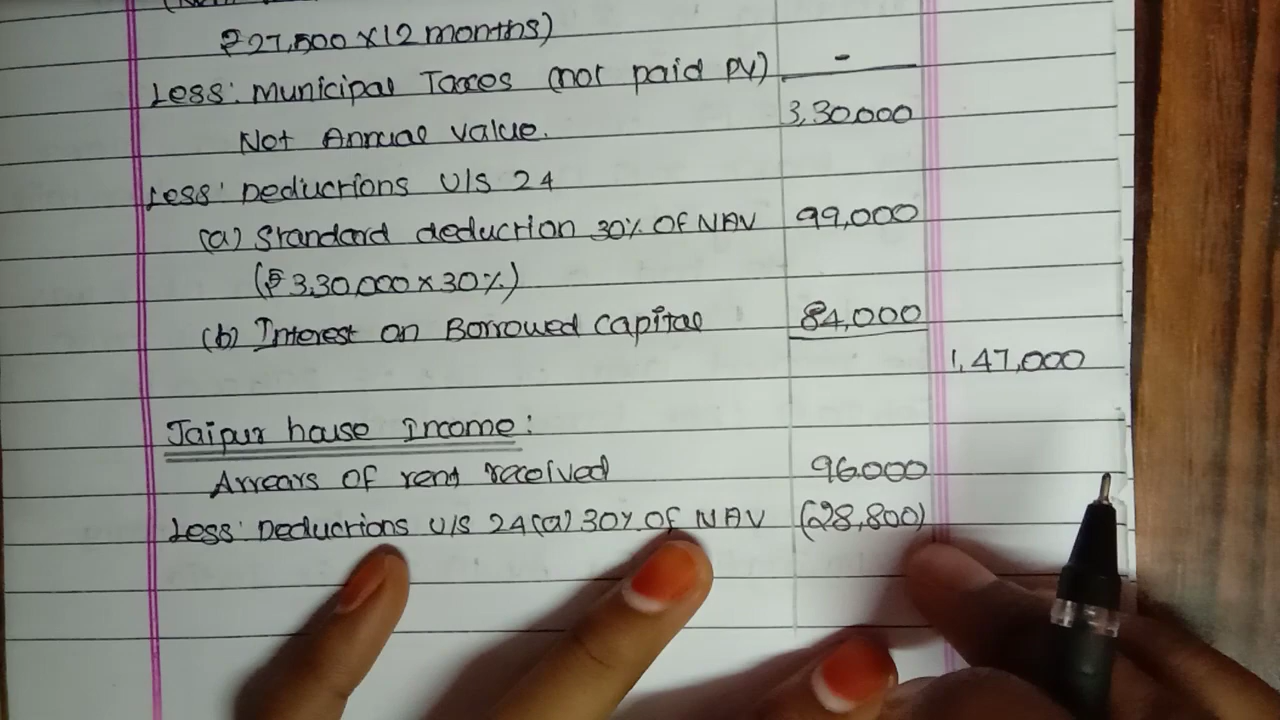 ₹27,500 X 12 months)
Less: Municipal Taxes (not paid PY) -
Net Annual Value. 3,30,000
Less: Deductions U/S 24
(a) Standard deduction 30% OF NAV 99,000
(₹ 3,30,000 x 30%)
(b) Interest on Borrowed capital 84,000
1,47,000
Jaipur house Income:
Arrears of rent received 96000
Less: Deductions U/S 24(a) 30% OF NAV (28,800)